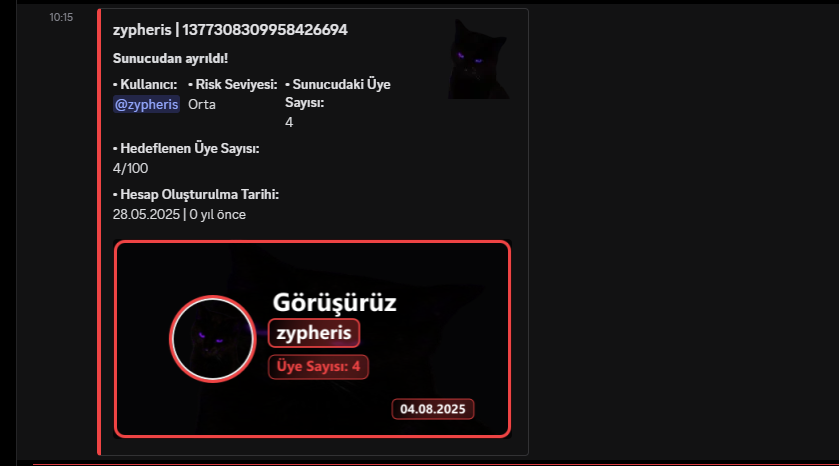 10:15
zypheris | 1377308309958426694
Sunucudan ayrıldı!
• Kullanıcı: • Risk Seviyesi: • Sunucudaki Üye
Sayısı:
@zypheris Orta
4
• Hedeflenen Üye Sayısı:
4/100
• Hesap Oluşturulma Tarihi:
28.05.2025 | 0 yıl önce
Görüşürüz
zypheris
Üye Sayısı: 4
04.08.2025